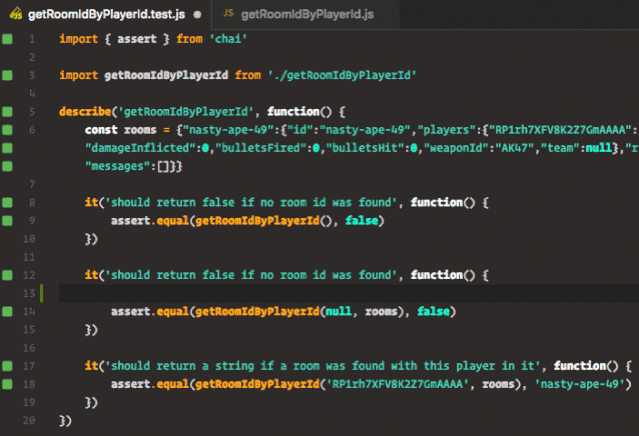 getRoomIdByPlayerId.test.js
JS getRoomIdByPlayerId.js
1 import { assert } from 'chai'
2
3 import getRoomIdByPlayerId from './getRoomIdByPlayerId'
4
5 describe('getRoomIdByPlayerId', function() {
6 const rooms = {"nasty-ape-49":{"id":"nasty-ape-49","players":{"RP1rh7XFV8K2Z7GmAAAA":
"damageInflicted":0,"bulletsFired":0,"bulletsHit":0,"weaponId":"AK47","team":null},"r
"messages":[]}}
7
8 it('should return false if no room id was found', function() {
9 assert.equal(getRoomIdByPlayerId(), false)
10 })
11
12 it('should return false if no room id was found', function() {
13
14 assert.equal(getRoomIdByPlayerId(null, rooms), false)
15 })
16
17 it('should return a string if a room was found with this player in it', function() {
18 assert.equal(getRoomIdByPlayerId('RP1rh7XFV8K2Z7GmAAAA', rooms), 'nasty-ape-49')
19 })
20 })